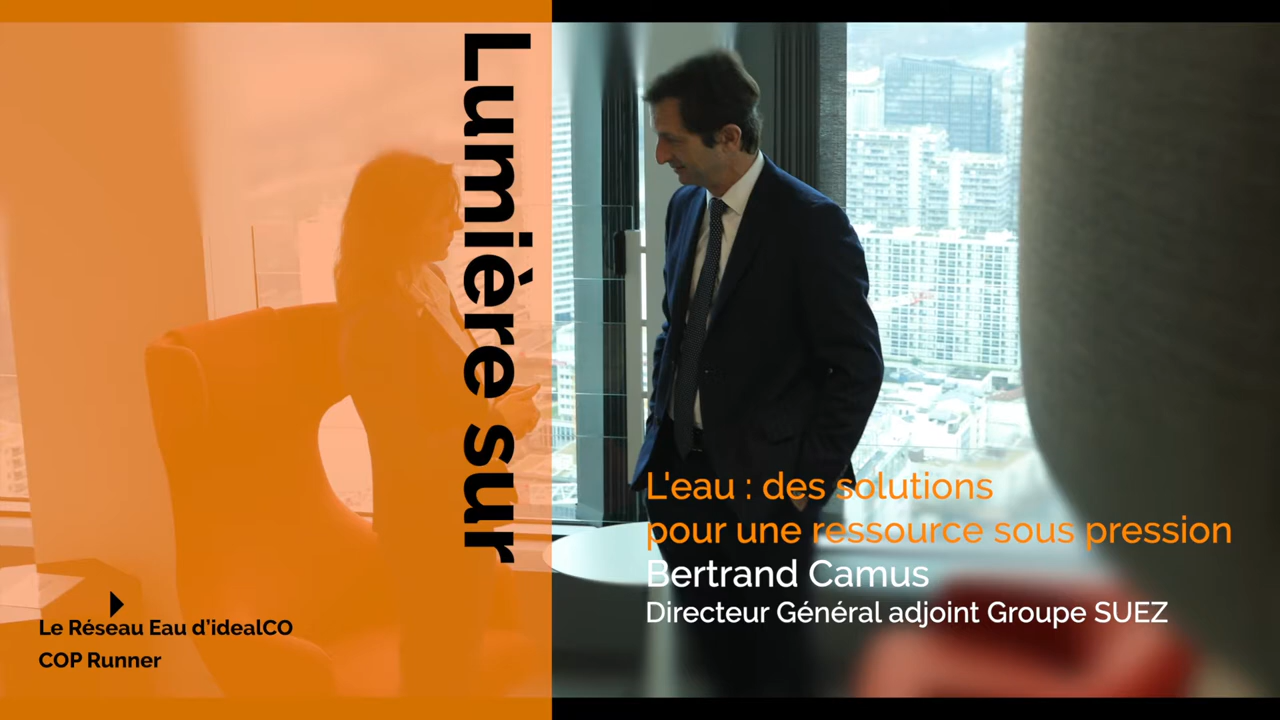 Lumiére sur
L'eau : des solutions
pour une ressource sous pression
Bertrand Camus
Directeur Général adjoint Groupe SUEZ
Le Réseau Eau d'idealCO
COP Runner